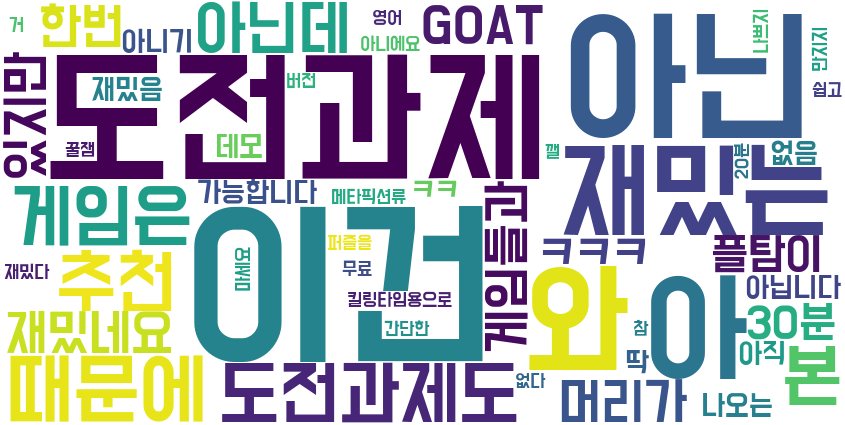 거
한번
아니기
아닌데
영어
아니에요
GOAT
나쁘지
만지지
쉽고
있지만
재밌음
버전
도전과제
아닌
꿀잼
데모
깰
재밌는
20분
없음
게임은
가능합니다
메타픽션류
ㅋㅋ
게임들과
ㅋㅋㅋ
플탐이
재밌다
추천
이건
마세여
퍼즐을
무료
킬링타임용으로
와
아
아닙니다
재밌네요
간단한
참
30분
때문에
도전과제도
없다
딱
머리가
아직
나오는
본